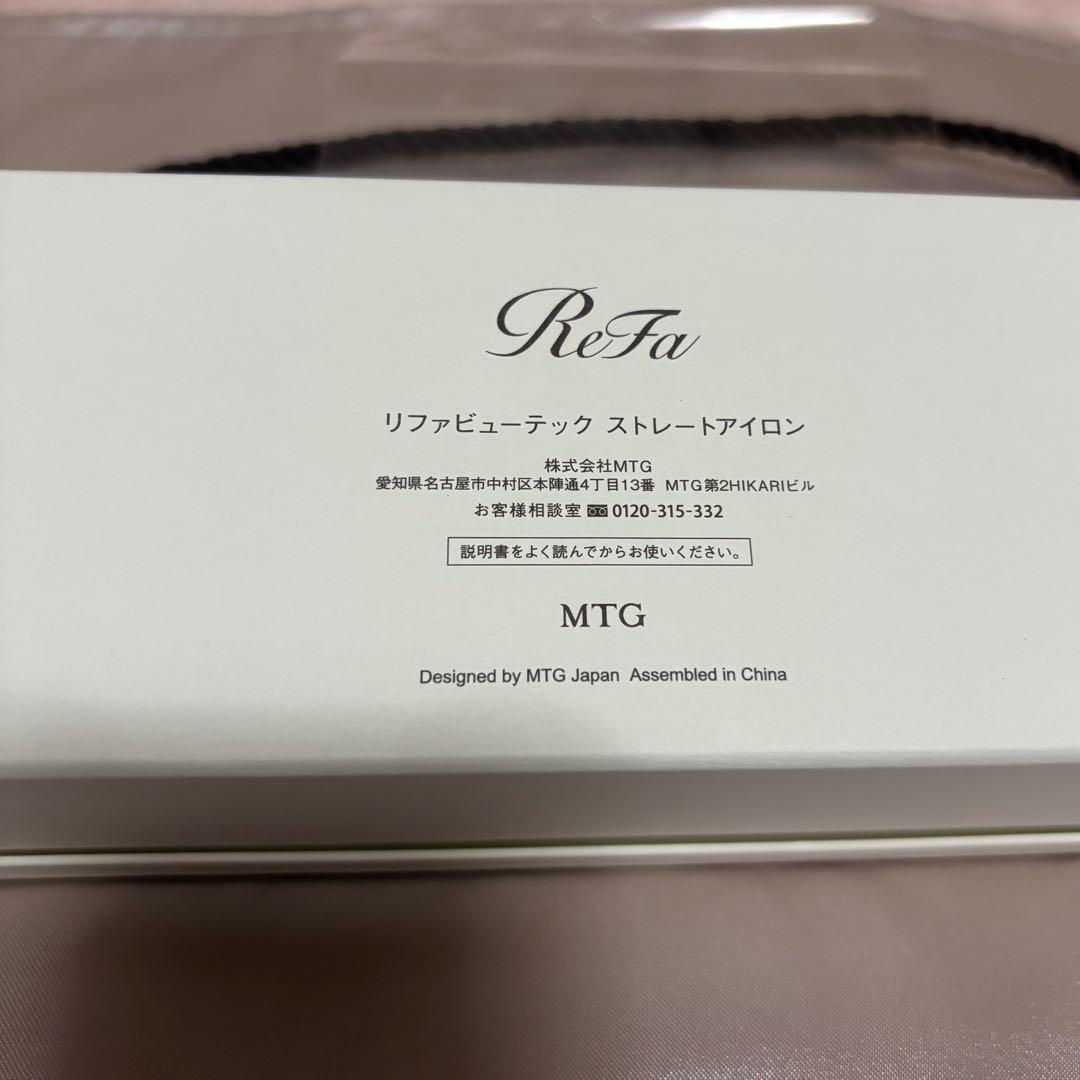 ReFa
リファビューテック ストレートアイロン
株式会社MTG
愛知県名古屋市中村区本陣通4丁目13番 MTG第2HIKARIビル
お客様相談室 0120-315-332
説明書をよく読んでからお使いください。
MTG
Designed by MTG Japan Assembled in China